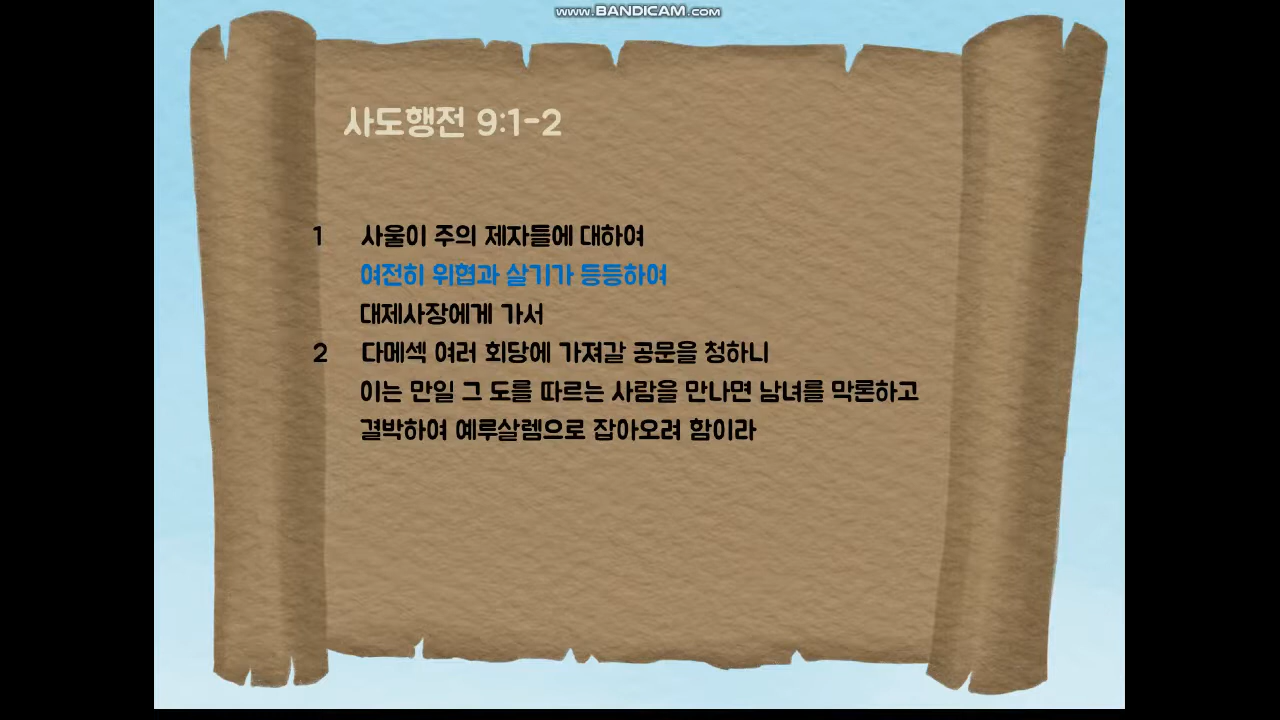 www.BANDICAM.com
사도행전 9:1-2
1 사울이 주의 제자들에 대하여
여전히 위협과 살기가 등등하여
대제사장에게 가서
2 다메섹 여러 회당에 가져갈 공문을 청하니
이는 만일 그 도를 따르는 사람을 만나면 남녀를 막론하고
결박하여 예루살렘으로 잡아오려 함이라